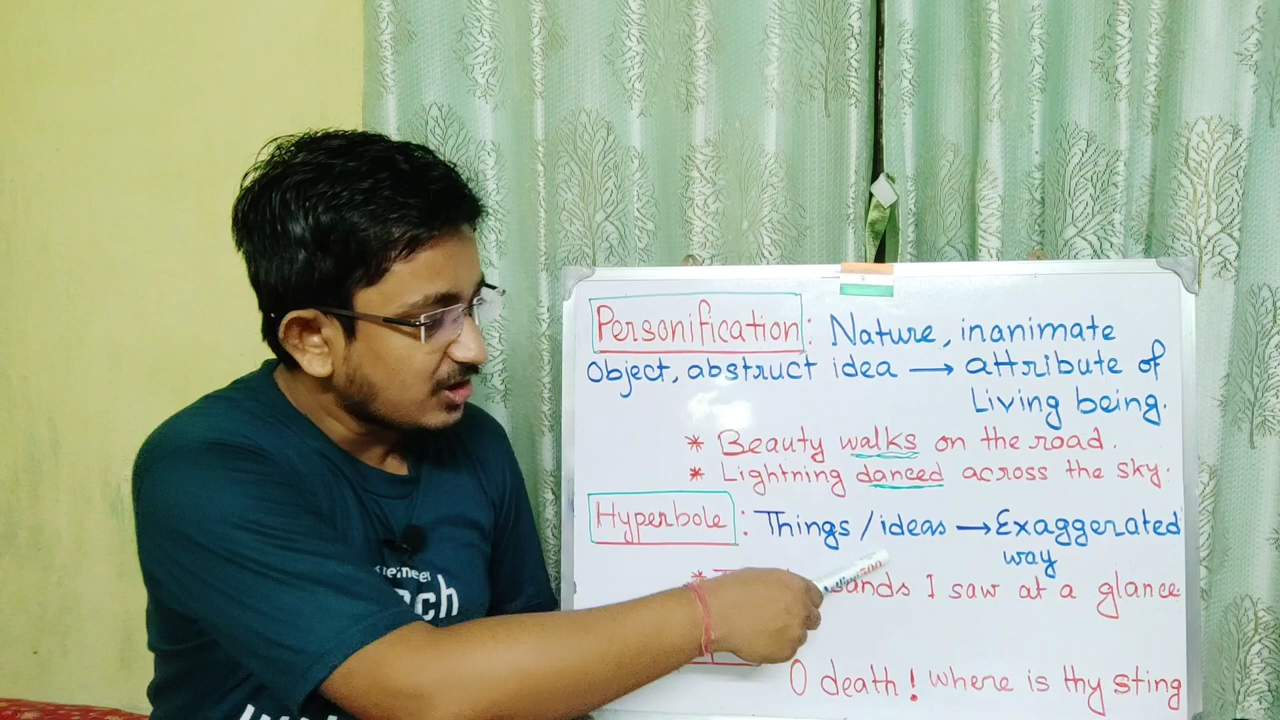 Personification: Nature, inanimate
object, abstruct idea → attribute of
Living being.
* Beauty walks on the road.
* Lightning danced across the sky.
Hyperbole: Things/ideas → Exaggerated
way
* I saw at a glance
O death! where is thy sting